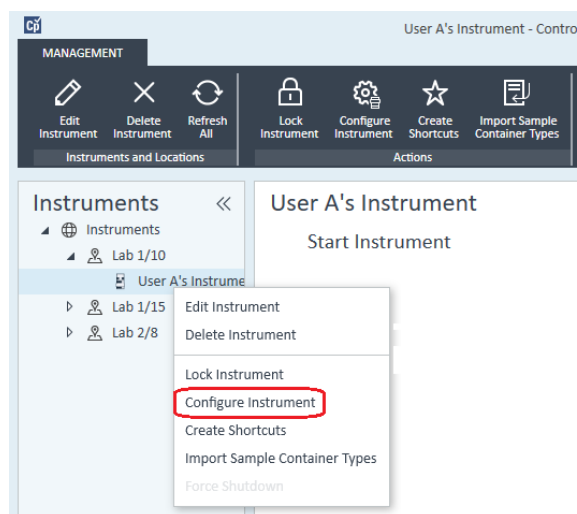 Cp
User A's Instrument - Contro
MANAGEMENT
Edit Instrument
Delete Instrument
Refresh All
Instruments and Locations
Lock Instrument
Configure Instrument
Create Shortcuts
Import Sample Container Types
Actions
Instruments
Instruments
Lab 1/10
User A's Instrume
Lab 1/15
Lab 2/8
User A's Instrument
Start Instrument
Edit Instrument
Delete Instrument
Lock Instrument
Configure Instrument
Create Shortcuts
Import Sample Container Types
Force Shutdown